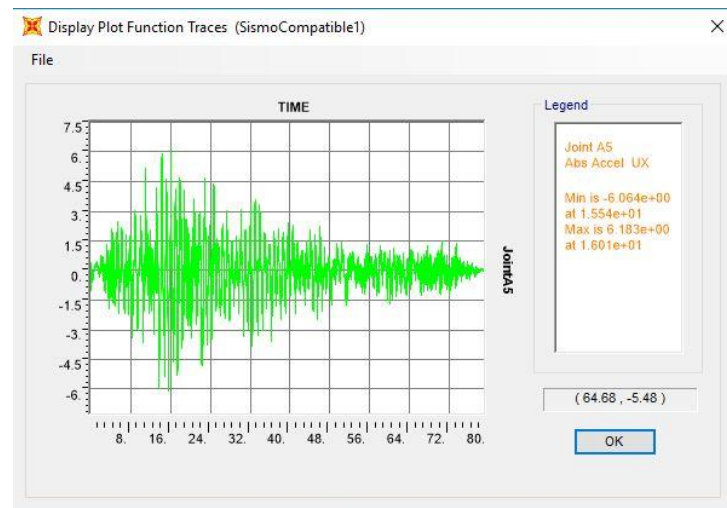 Display Plot Function Traces (SismoCompatible1)
File
TIME
7.5
6.
4.5
3.
1.5
0.
-1.5
-3.
-4.5
-6.
8. 16. 24. 32. 40. 48. 56. 64. 72. 80.
JointA5
Legend
Joint A5
Abs Accel UX
Min is -6.064e+00
at 1.554e+01
Max is 6.183e+00
at 1.601e+01
( 64.68 , -5.48 )
OK